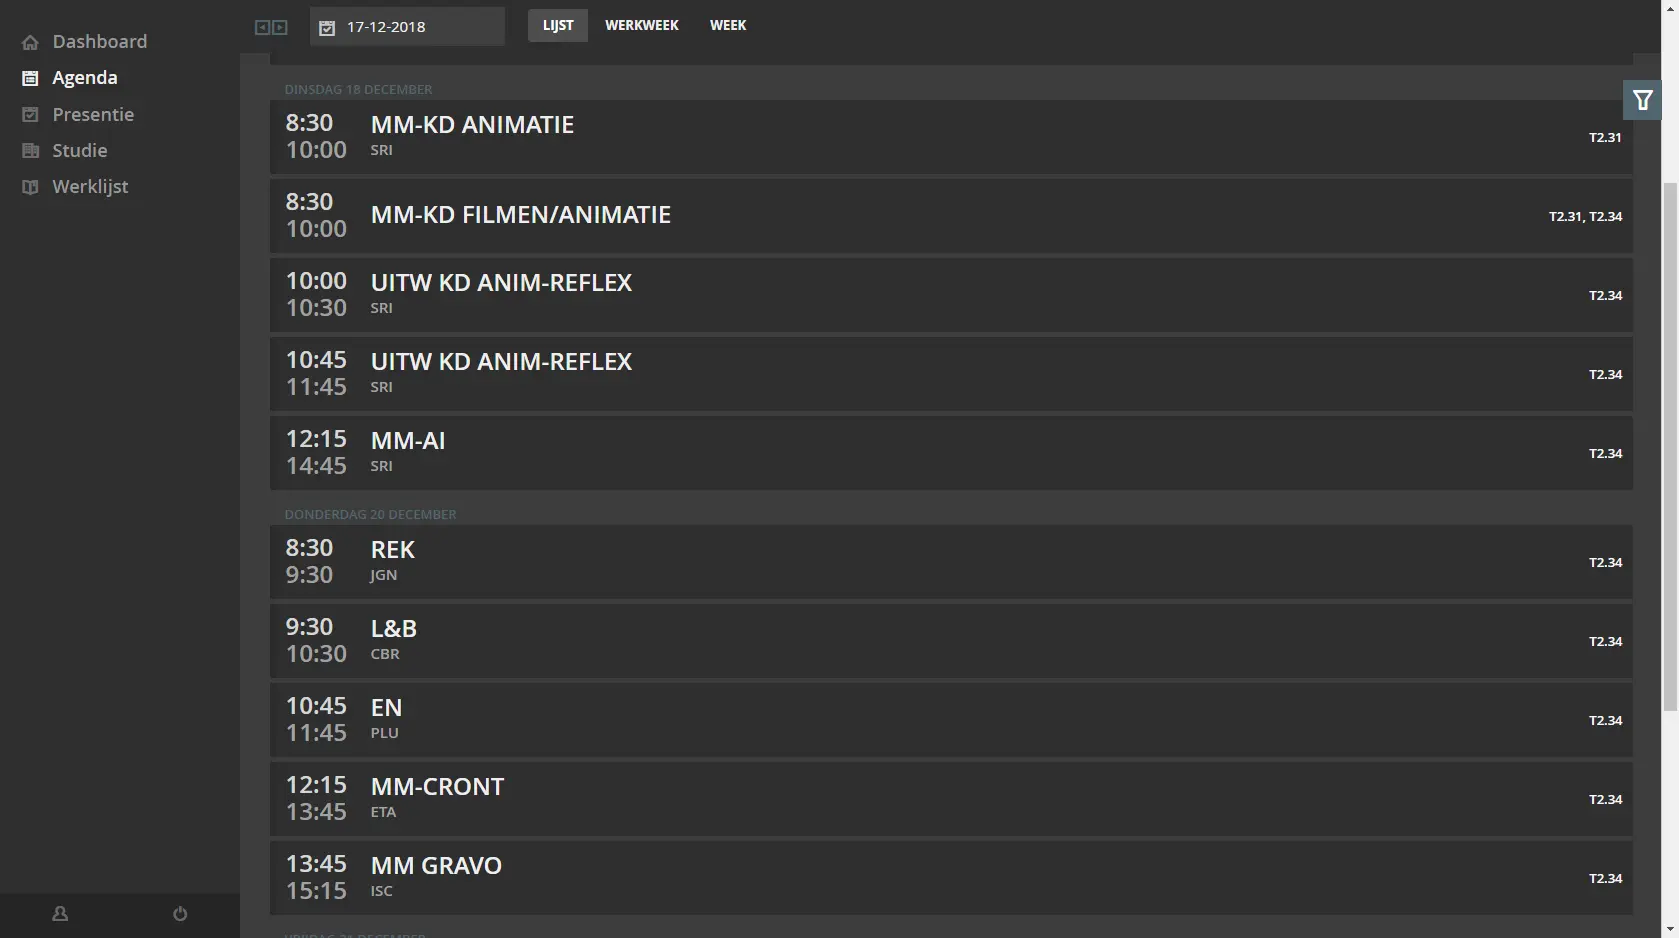 Dashboard
Agenda
Presentie
Studie
Werklijst
17-12-2018
LIJST
WERKWEEK
WEEK
DINSDAG 18 DECEMBER
8:30
10:00
MM-KD ANIMATIE
SRI
T2.31
8:30
10:00
MM-KD FILMEN/ANIMATIE
T2.31, T2.34
10:00
10:30
UITW KD ANIM-REFLEX
SRI
T2.34
10:45
11:45
UITW KD ANIM-REFLEX
SRI
T2.34
12:15
14:45
MM-AI
SRI
T2.34
DONDERDAG 20 DECEMBER
8:30
9:30
REK
JGN
T2.34
9:30
10:30
L&B
CBR
T2.34
10:45
11:45
EN
PLU
T2.34
12:15
13:45
MM-CRONT
ETA
T2.34
13:45
15:15
MM GRAVO
ISC
T2.34
VRIJDAG 21 DECEMBER